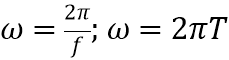 ω = 2π/f; ω = 2πT